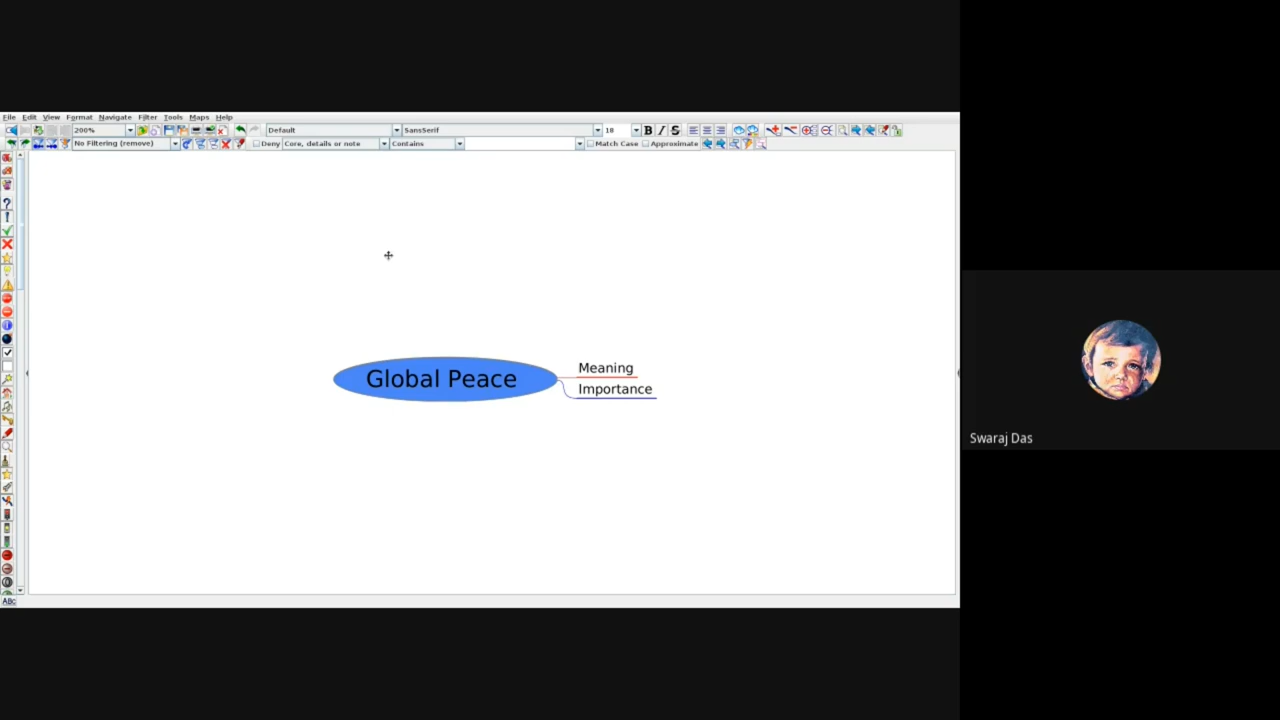 File Edit View Format Navigate Filter Tools Maps Help
200% Default SansSerif 18 B I S
No Filtering (remove) Deny Core, details or note Contains Match Case Approximate
Global Peace
Meaning
Importance
Swaraj Das
ABc